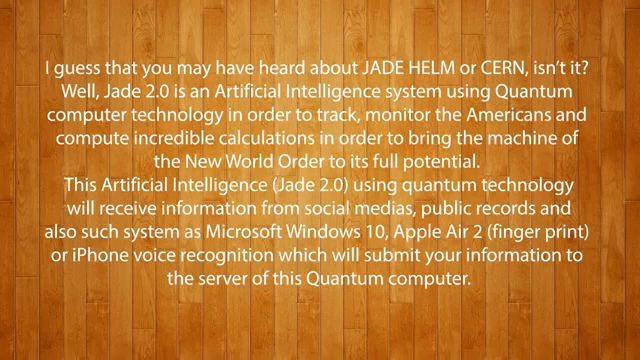 I guess that you may have heard about JADE HELM or CERN, isn't it?
Well, Jade 2.0 is an Artificial Intelligence system using Quantum
computer technology in order to track, monitor the Americans and
compute incredible calculations in order to bring the machine of
the New World Order to its full potential.
This Artificial Intelligence (Jade 2.0) using quantum technology
will receive information from social medias, public records and
also such system as Microsoft Windows 10, Apple Air 2 (finger print)
or iPhone voice recognition which will submit your information to
the server of this Quantum computer.